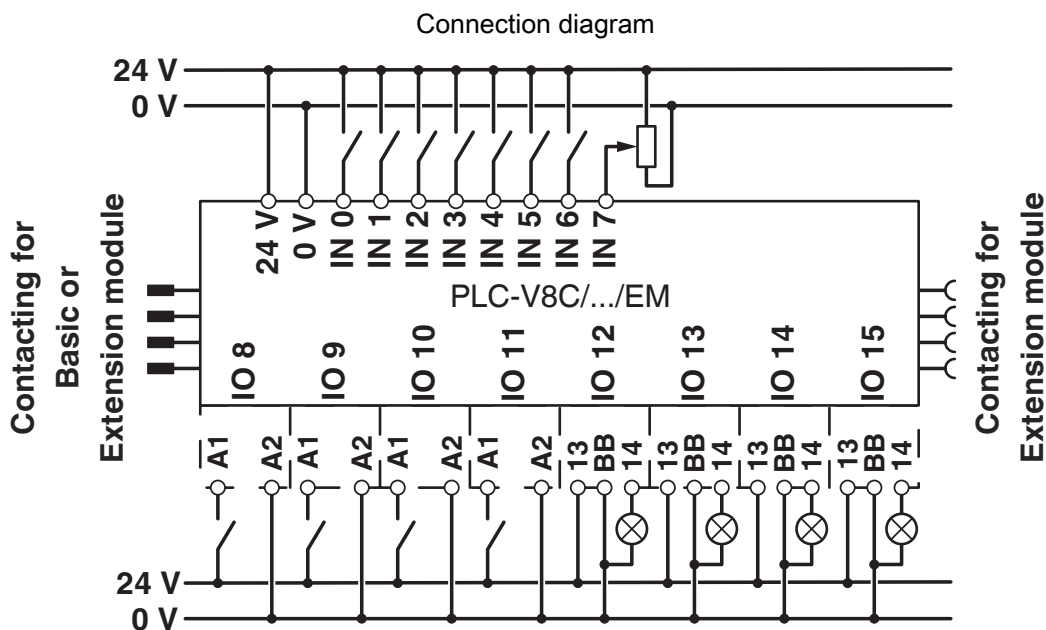 Connection diagram
24 V
0 V
Contacting for
Basic or
Extension module
24 V
0 V
IN 0
IN 1
IN 2
IN 3
IN 4
IN 5
IN 6
IN 7
PLC-V8C/.../EM
IO 8
IO 9
IO 10
IO 11
IO 12
IO 13
IO 14
IO 15
Contacting for
Extension module
A1
A2
A1
A2
A1
A2
A1
A2
13
BB
14
13
BB
14
13
BB
14
13
BB
14
24 V
0 V